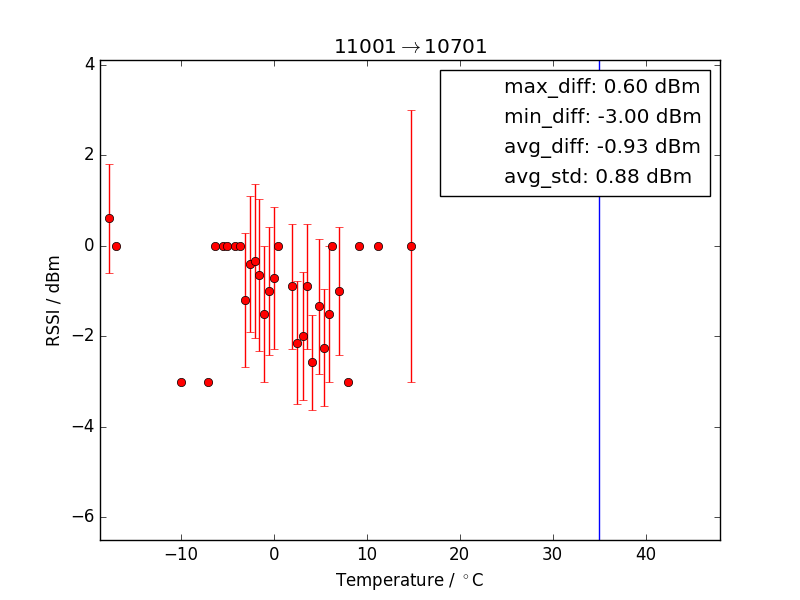 11001→10701
max_diff: 0.60 dBm
min_diff: -3.00 dBm
avg_diff: -0.93 dBm
avg_std: 0.88 dBm
RSSI / dBm
4
2
0
−2
−4
−6
−10 0 10 20 30 40
Temperature / °C